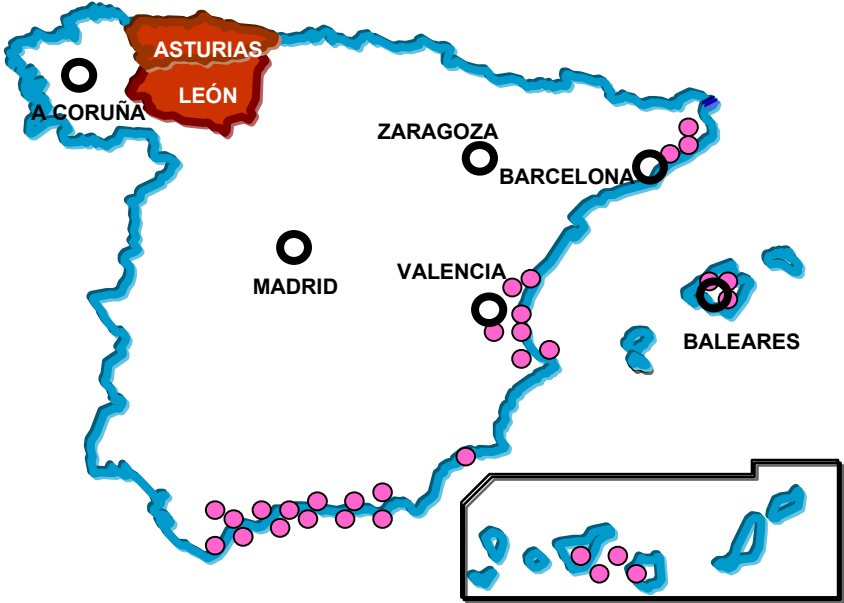 ASTURIAS
LEÓN
A CORUÑA
ZARAGOZA
BARCELONA
VALENCIA
MADRID
BALEARES